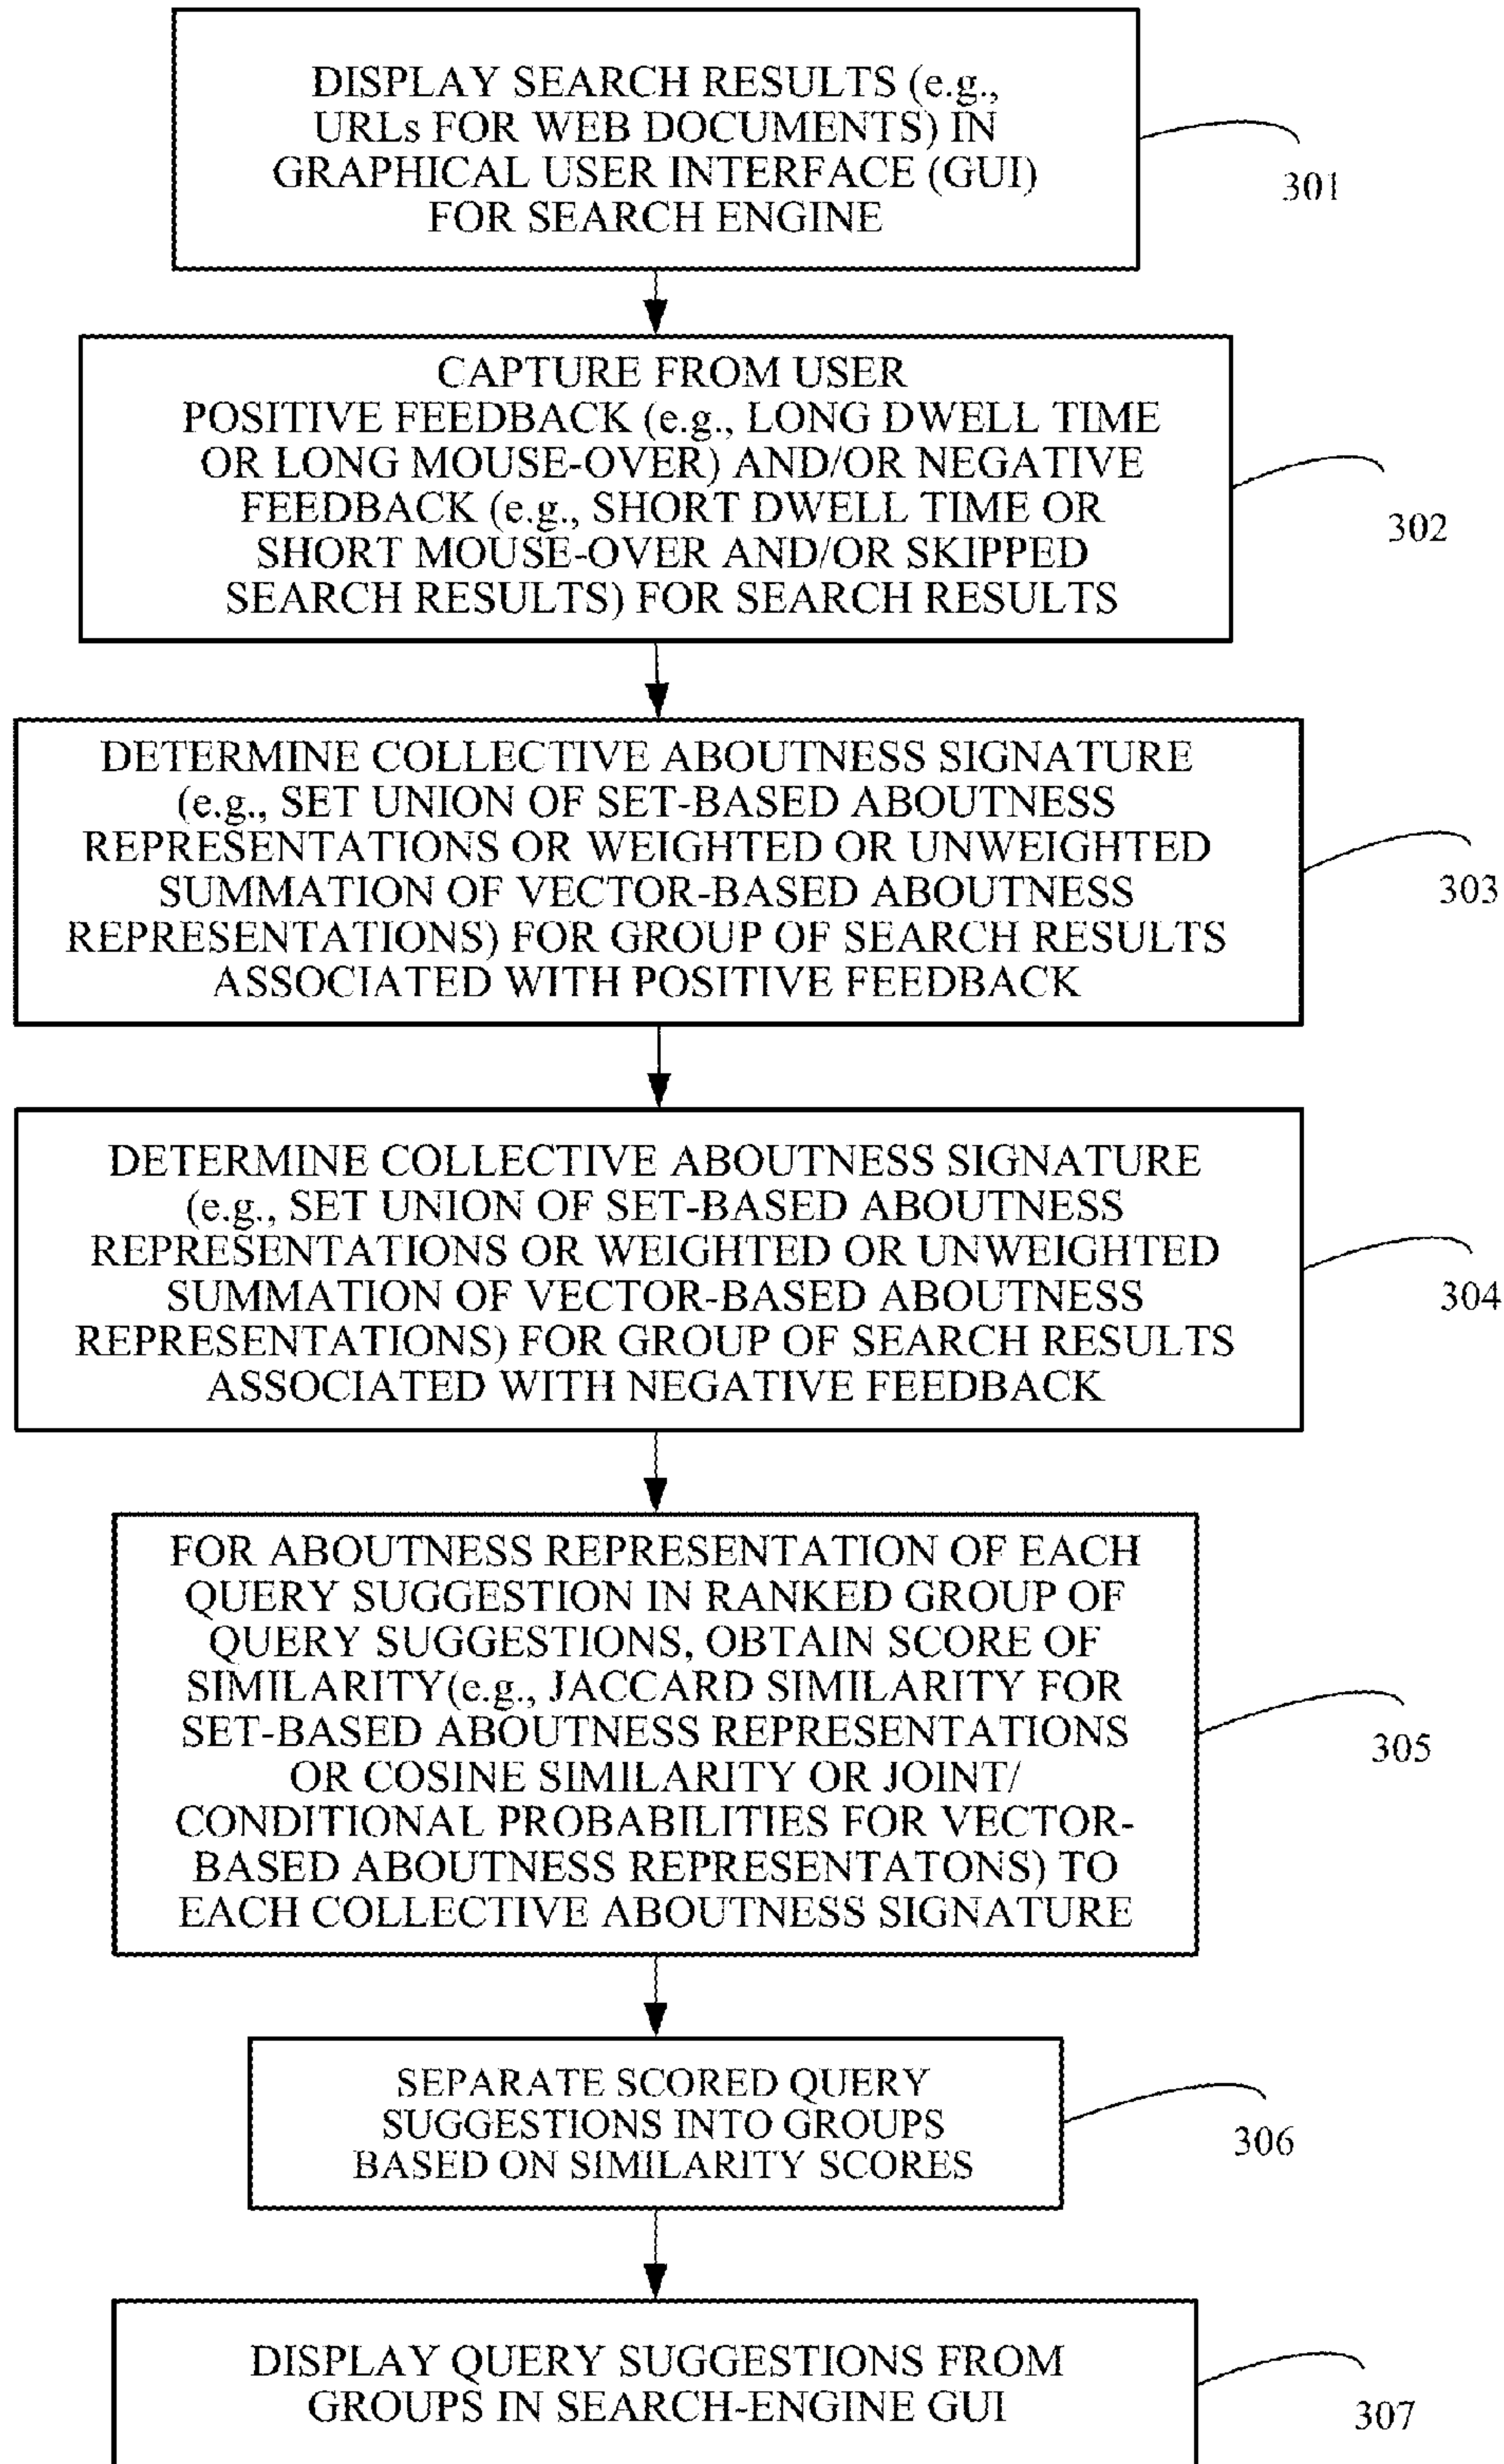 DISPLAY SEARCH RESULTS (e.g.,
URLs FOR WEB DOCUMENTS) IN
GRAPHICAL USER INTERFACE (GUI)
FOR SEARCH ENGINE
301
CAPTURE FROM USER
POSITIVE FEEDBACK (e.g., LONG DWELL TIME
OR LONG MOUSE-OVER) AND/OR NEGATIVE
FEEDBACK (e.g., SHORT DWELL TIME OR
SHORT MOUSE-OVER AND/OR SKIPPED
SEARCH RESULTS) FOR SEARCH RESULTS
302
DETERMINE COLLECTIVE ABOUTNESS SIGNATURE
(e.g., SET UNION OF SET-BASED ABOUTNESS
REPRESENTATIONS OR WEIGHTED OR UNWEIGHTED
SUMMATION OF VECTOR-BASED ABOUTNESS
REPRESENTATIONS) FOR GROUP OF SEARCH RESULTS
ASSOCIATED WITH POSITIVE FEEDBACK
303
DETERMINE COLLECTIVE ABOUTNESS SIGNATURE
(e.g., SET UNION OF SET-BASED ABOUTNESS
REPRESENTATIONS OR WEIGHTED OR UNWEIGHTED
SUMMATION OF VECTOR-BASED ABOUTNESS
REPRESENTATIONS) FOR GROUP OF SEARCH RESULTS
ASSOCIATED WITH NEGATIVE FEEDBACK
304
FOR ABOUTNESS REPRESENTATION OF EACH
QUERY SUGGESTION IN RANKED GROUP OF
QUERY SUGGESTIONS, OBTAIN SCORE OF
SIMILARITY(e.g., JACCARD SIMILARITY FOR
SET-BASED ABOUTNESS REPRESENTATIONS
OR COSINE SIMILARITY OR JOINT/
CONDITIONAL PROBABILITIES FOR VECTOR-
BASED ABOUTNESS REPRESENTATONS) TO
EACH COLLECTIVE ABOUTNESS SIGNATURE
305
SEPARATE SCORED QUERY
SUGGESTIONS INTO GROUPS
BASED ON SIMILARITY SCORES
306
DISPLAY QUERY SUGGESTIONS FROM
GROUPS IN SEARCH-ENGINE GUI
307